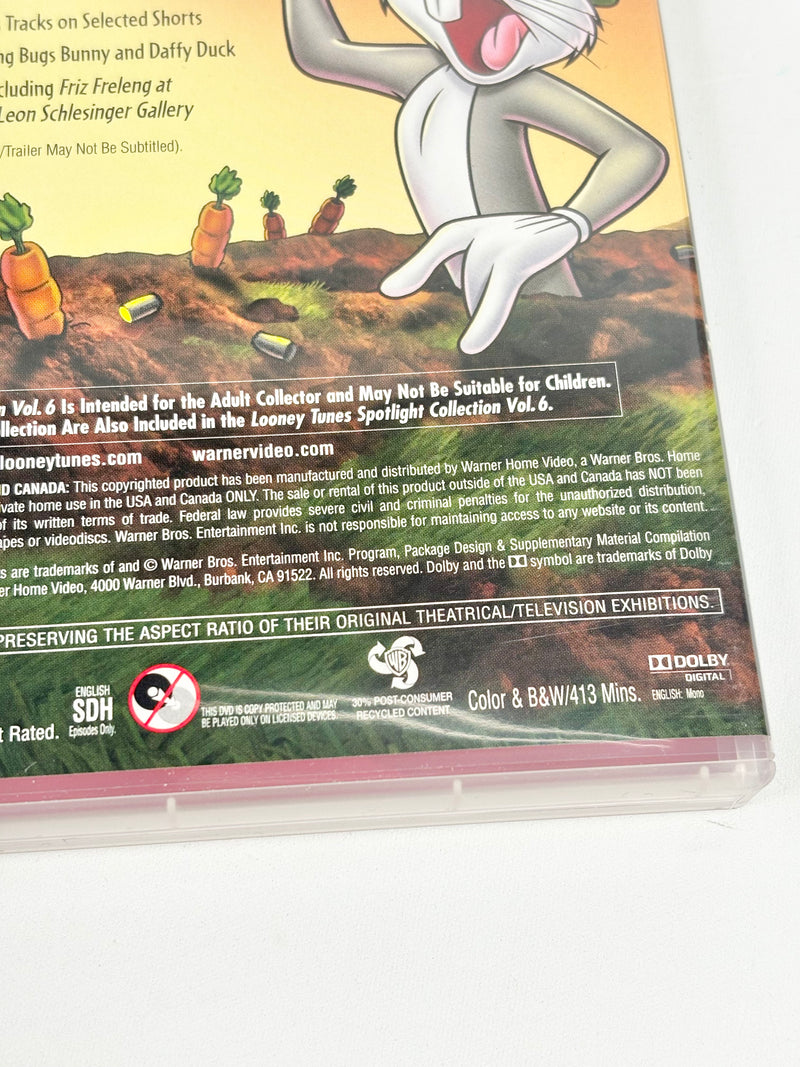 Tracks on Selected Shorts
ng Bugs Bunny and Daffy Duck
cluding Friz Freleng at
Leon Schlesinger Gallery
/Trailer May Not Be Subtitled).
n Vol. 6 Is Intended for the Adult Collector and May Not Be Suitable for Children.
llection Are Also Included in the Looney Tunes Spotlight Collection Vol. 6.
looneytunes.com warnervideo.com
ND CANADA: This copyrighted product has been manufactured and distributed by Warner Home Video, a Warner Bros. Home
ivate home use in the USA and Canada ONLY. The sale or rental of this product outside of the USA and Canada has NOT been
of its written terms of trade. Federal law provides severe civil and criminal penalties for the unauthorized distribution,
apes or videodiscs. Warner Bros. Entertainment Inc. is not responsible for maintaining access to any website or its content.
s are trademarks of and © Warner Bros. Entertainment Inc. Program, Package Design & Supplementary Material Compilation
er Home Video, 4000 Warner Blvd., Burbank, CA 91522. All rights reserved. Dolby and the DD symbol are trademarks of Dolby
PRESERVING THE ASPECT RATIO OF THEIR ORIGINAL THEATRICAL/TELEVISION EXHIBITIONS.
WB
t Rated.
ENGLISH
SDH
Episodes Only.
THIS DVD IS COPY PROTECTED AND MAY
BE PLAYED ONLY ON LICENSED DEVICES.
30% POST-CONSUMER
RECYCLED CONTENT
Color & B&W/413 Mins.
DOLBY
DIGITAL
ENGLISH: Mono